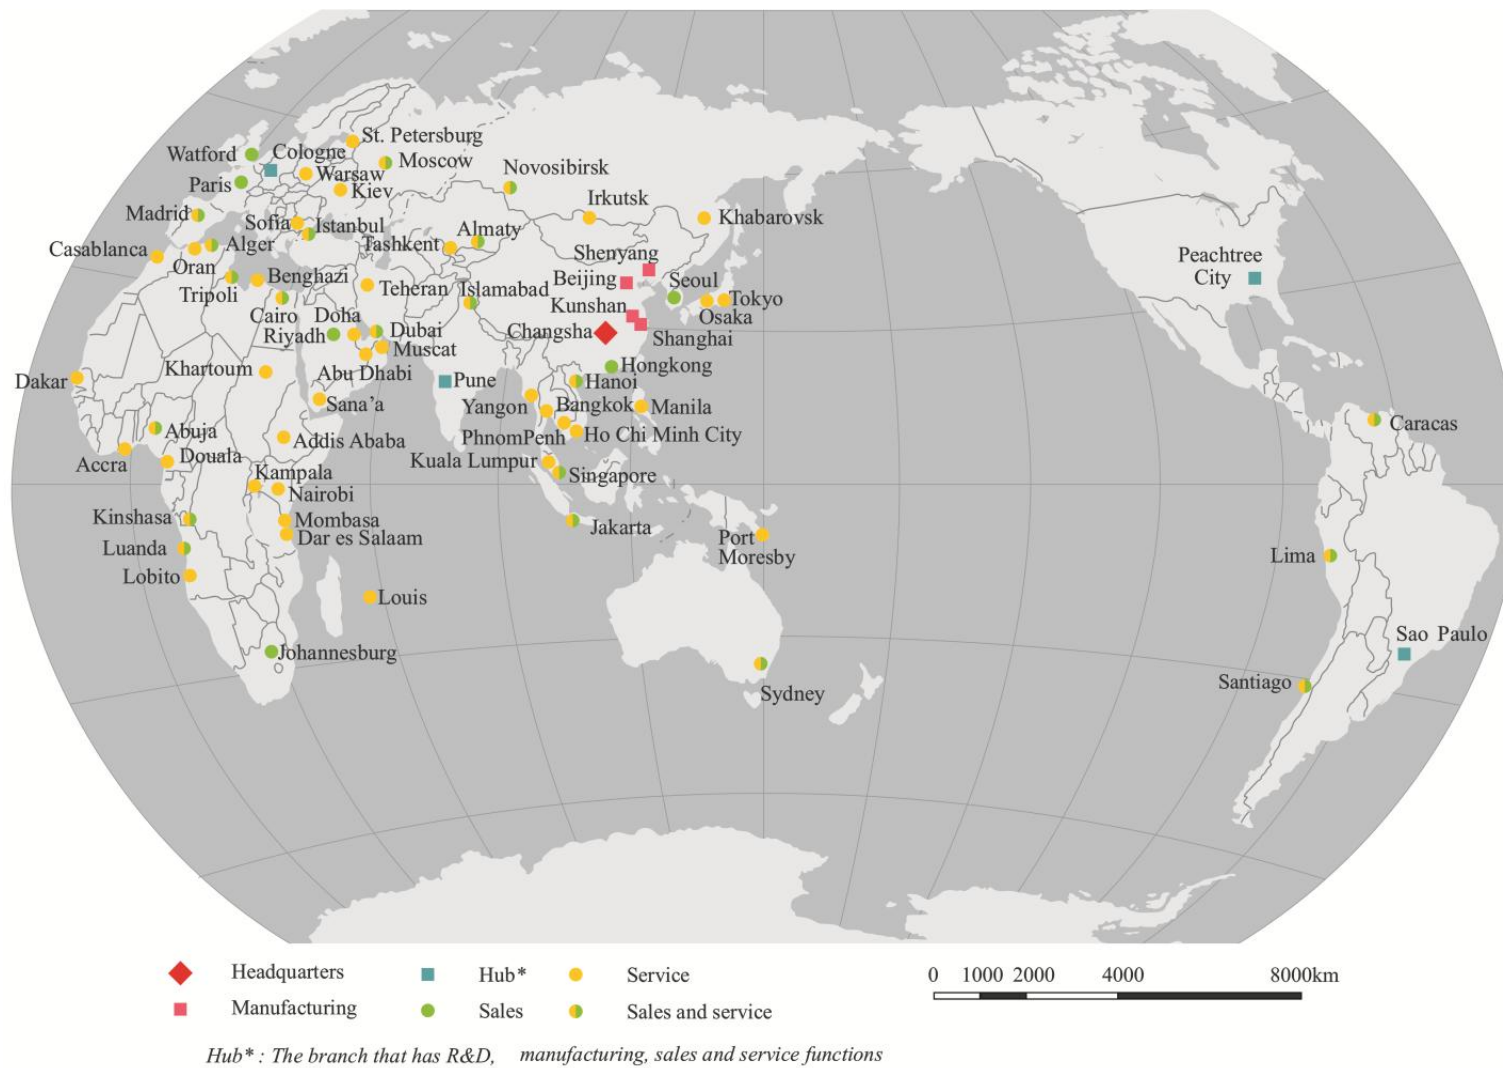 St. Petersburg
Watford
Cologne
Moscow
Paris
Warsaw
Kiev
Novosibirsk
Irkutsk
Khabarovsk
Madrid
Sofia
Istanbul
Almaty
Tashkent
Casablanca
Alger
Oran
Shenyang
Peachtree
City
Benghazi
Tripoli
Teheran
Islamabad
Beijing
Seoul
Kunshan
Tokyo
Osaka
Cairo
Doha
Riyadh
Dubai
Changsha
Shanghai
Muscat
Khartoum
Abu Dhabi
Hongkong
Dakar
Pune
Hanoi
Sana’a
Yangon
Bangkok
Manila
Caracas
Abuja
Addis Ababa
PhnomPenh
Ho Chi Minh City
Accra
Douala
Kuala Lumpur
Kampala
Singapore
Nairobi
Kinshasa
Mombasa
Jakarta
Dar es Salaam
Port
Moresby
Luanda
Lima
Lobito
Louis
Sao Paulo
Johannesburg
Santiago
Sydney
Headquarters
Hub*
Service
0 1000 2000 4000 8000km
Manufacturing
Sales
Sales and service
Hub* : The branch that has R&D, manufacturing, sales and service functions